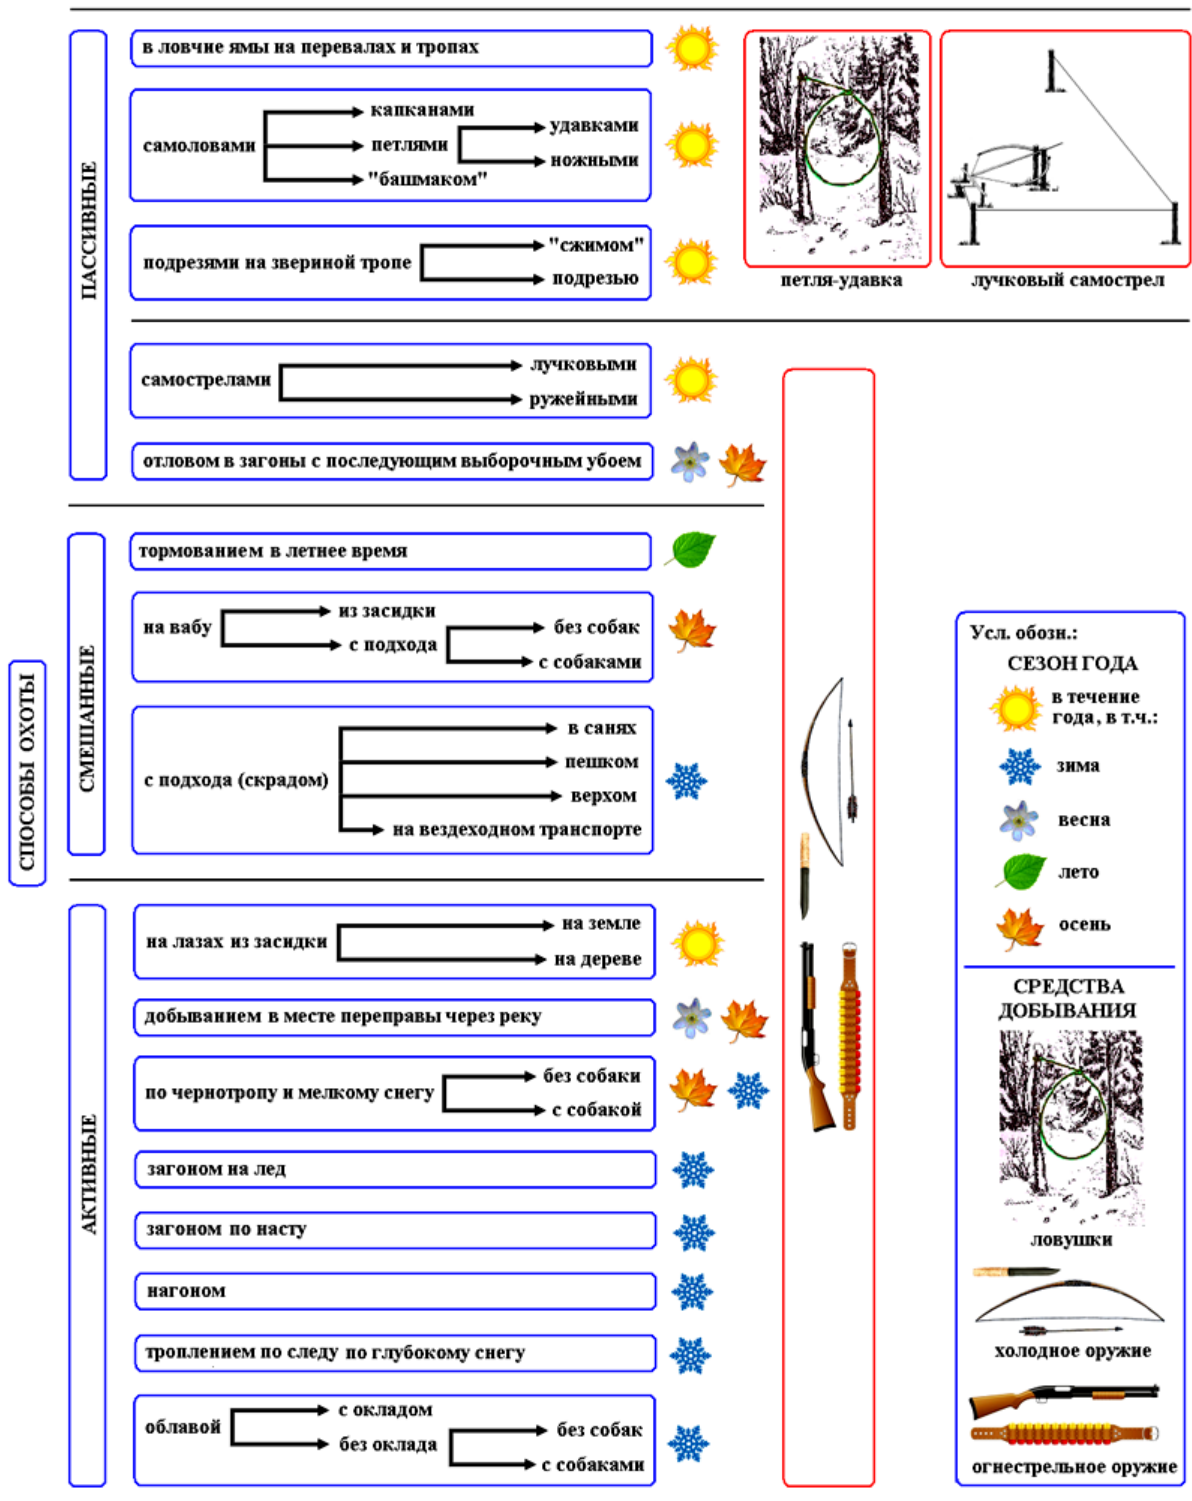 СПОСОБЫ ОХОТЫ
ПАССИВНЫЕ
в ловчие ямы на перевалах и тропах
самоловами
капканами
петлями
удавками
ножными
"башмаком"
подрезями на звериной тропе
"сжимом"
подрезью
петля-удавка
лучковый самострел
самострелами
лучковыми
ружейными
отловом в загоны с последующим выборочным убоем
СМЕШАННЫЕ
тормованием в летнее время
на вабу
из засидки
с подхода
без собак
с собаками
с подхода (скрадом)
в санях
пешком
верхом
на вездеходном транспорте
АКТИВНЫЕ
на лазах из засидки
на земле
на дереве
добыванием в месте переправы через реку
по чернотропу и мелкому снегу
без собаки
с собакой
загоном на лед
загоном по насту
нагоном
троплением по следу по глубокому снегу
облавой
с окладом
без оклада
без собак
с собаками
Усл. обозн.:
СЕЗОН ГОДА
в течение
года, в т.ч.:
зима
весна
лето
осень
СРЕДСТВА
ДОБЫВАНИЯ
ловушки
холодное оружие
огнестрельное оружие